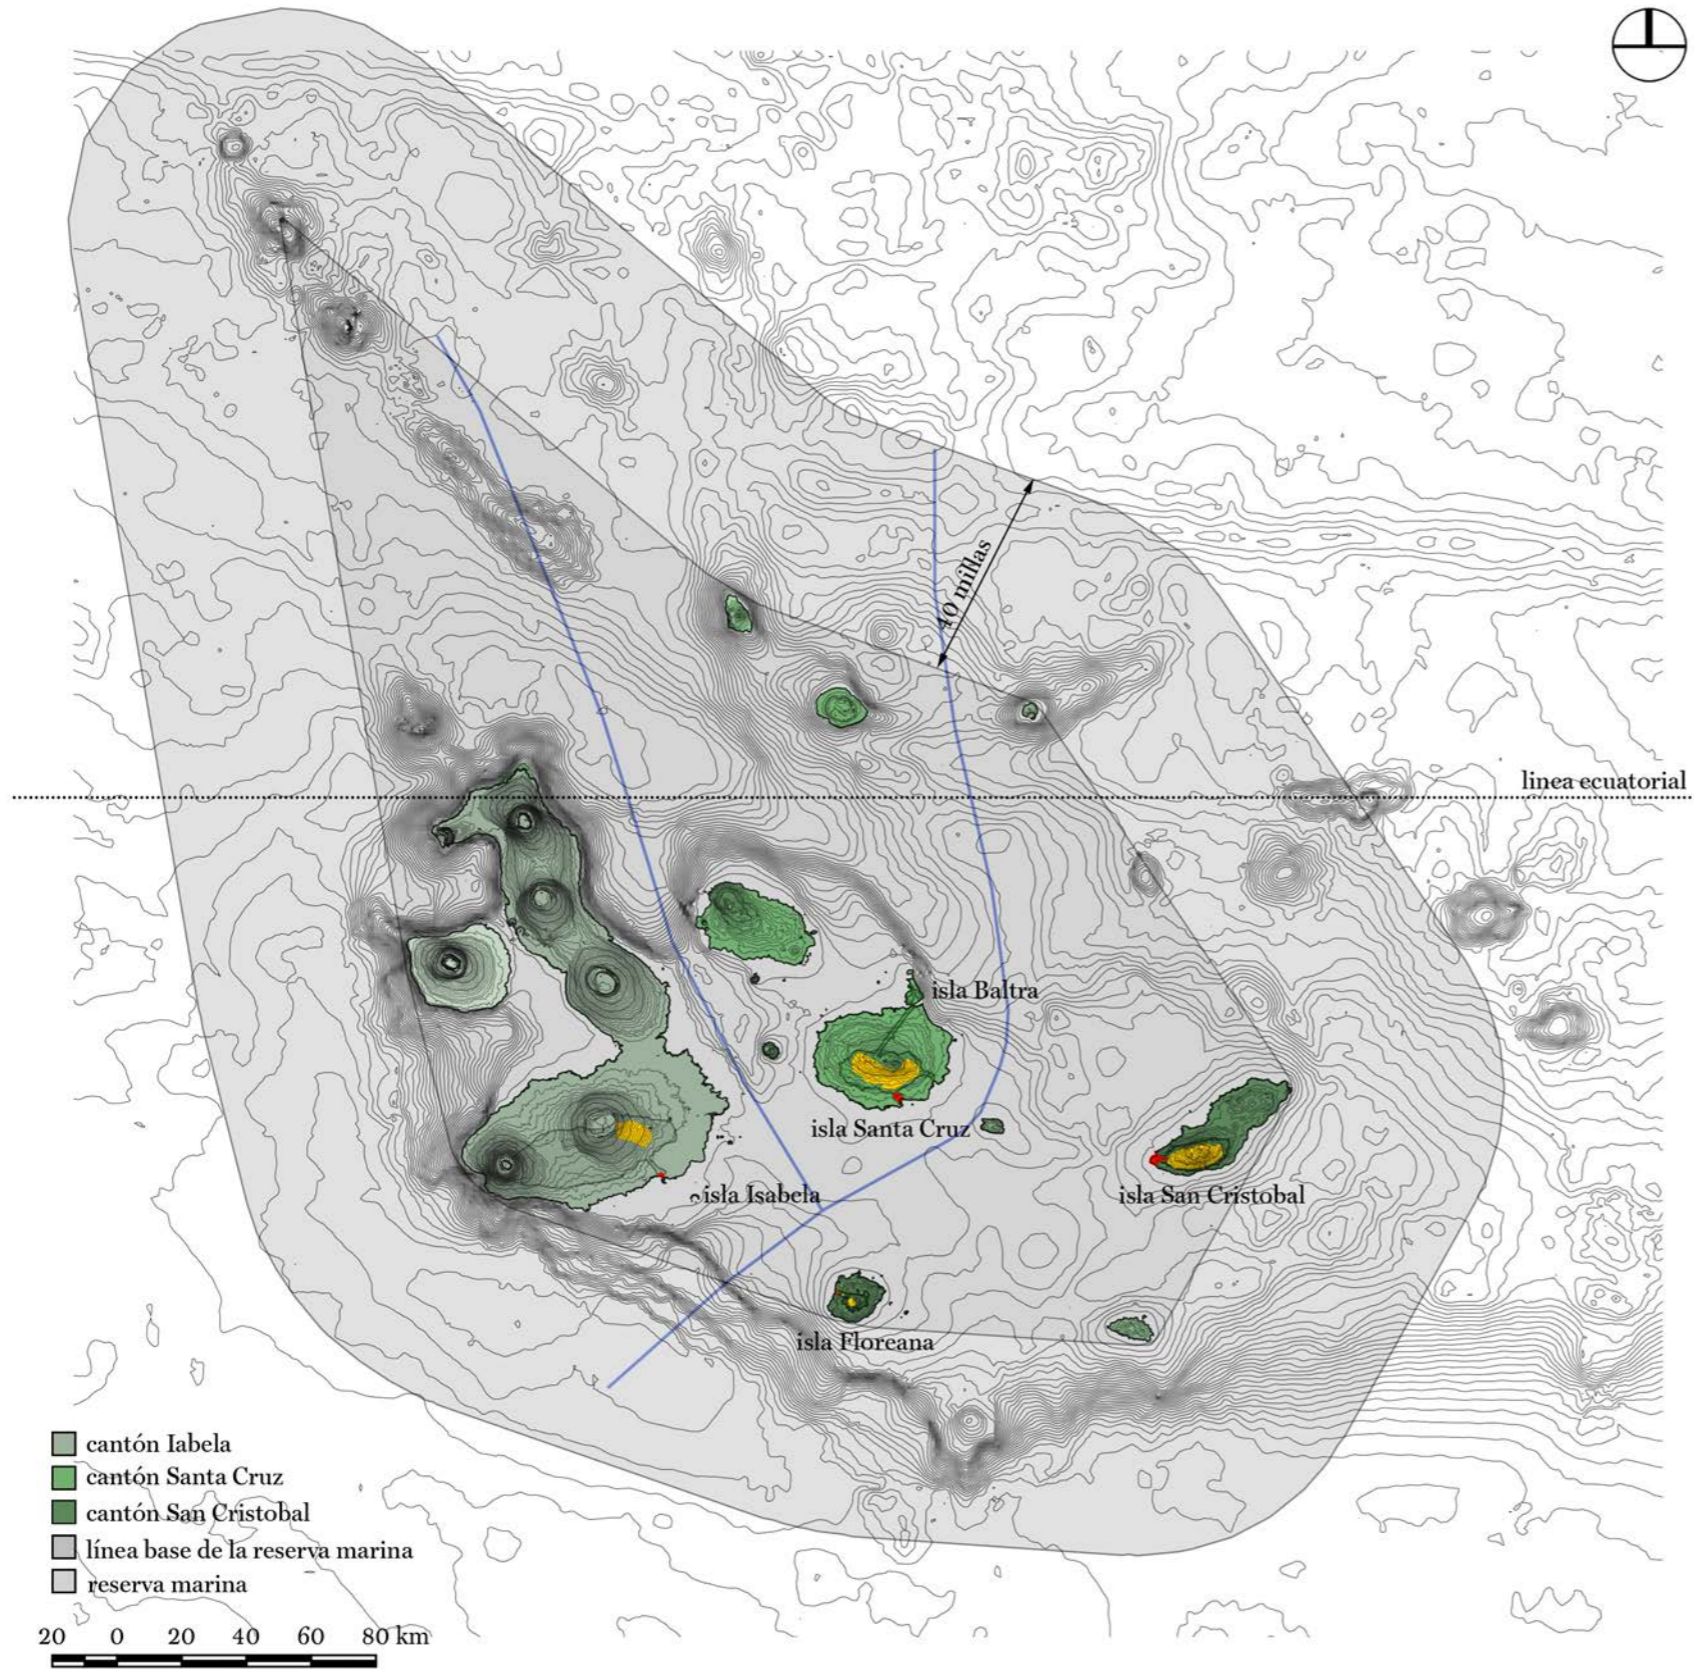 40 millas
linea ecuatorial
isla Baltra
isla Santa Cruz
isla Isabela
isla San Cristobal
isla Floreana
cantón Iabela
cantón Santa Cruz
cantón San Cristobal
línea base de la reserva marina
reserva marina
20 0 20 40 60 80 km